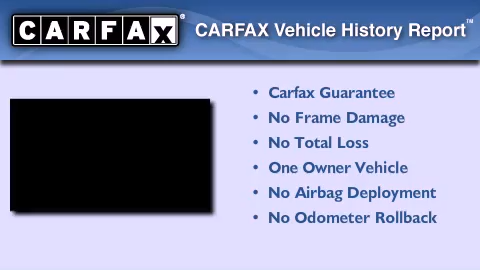 CARFAX® CARFAX Vehicle History Report™
• Carfax Guarantee
• No Frame Damage
• No Total Loss
• One Owner Vehicle
• No Airbag Deployment
• No Odometer Rollback